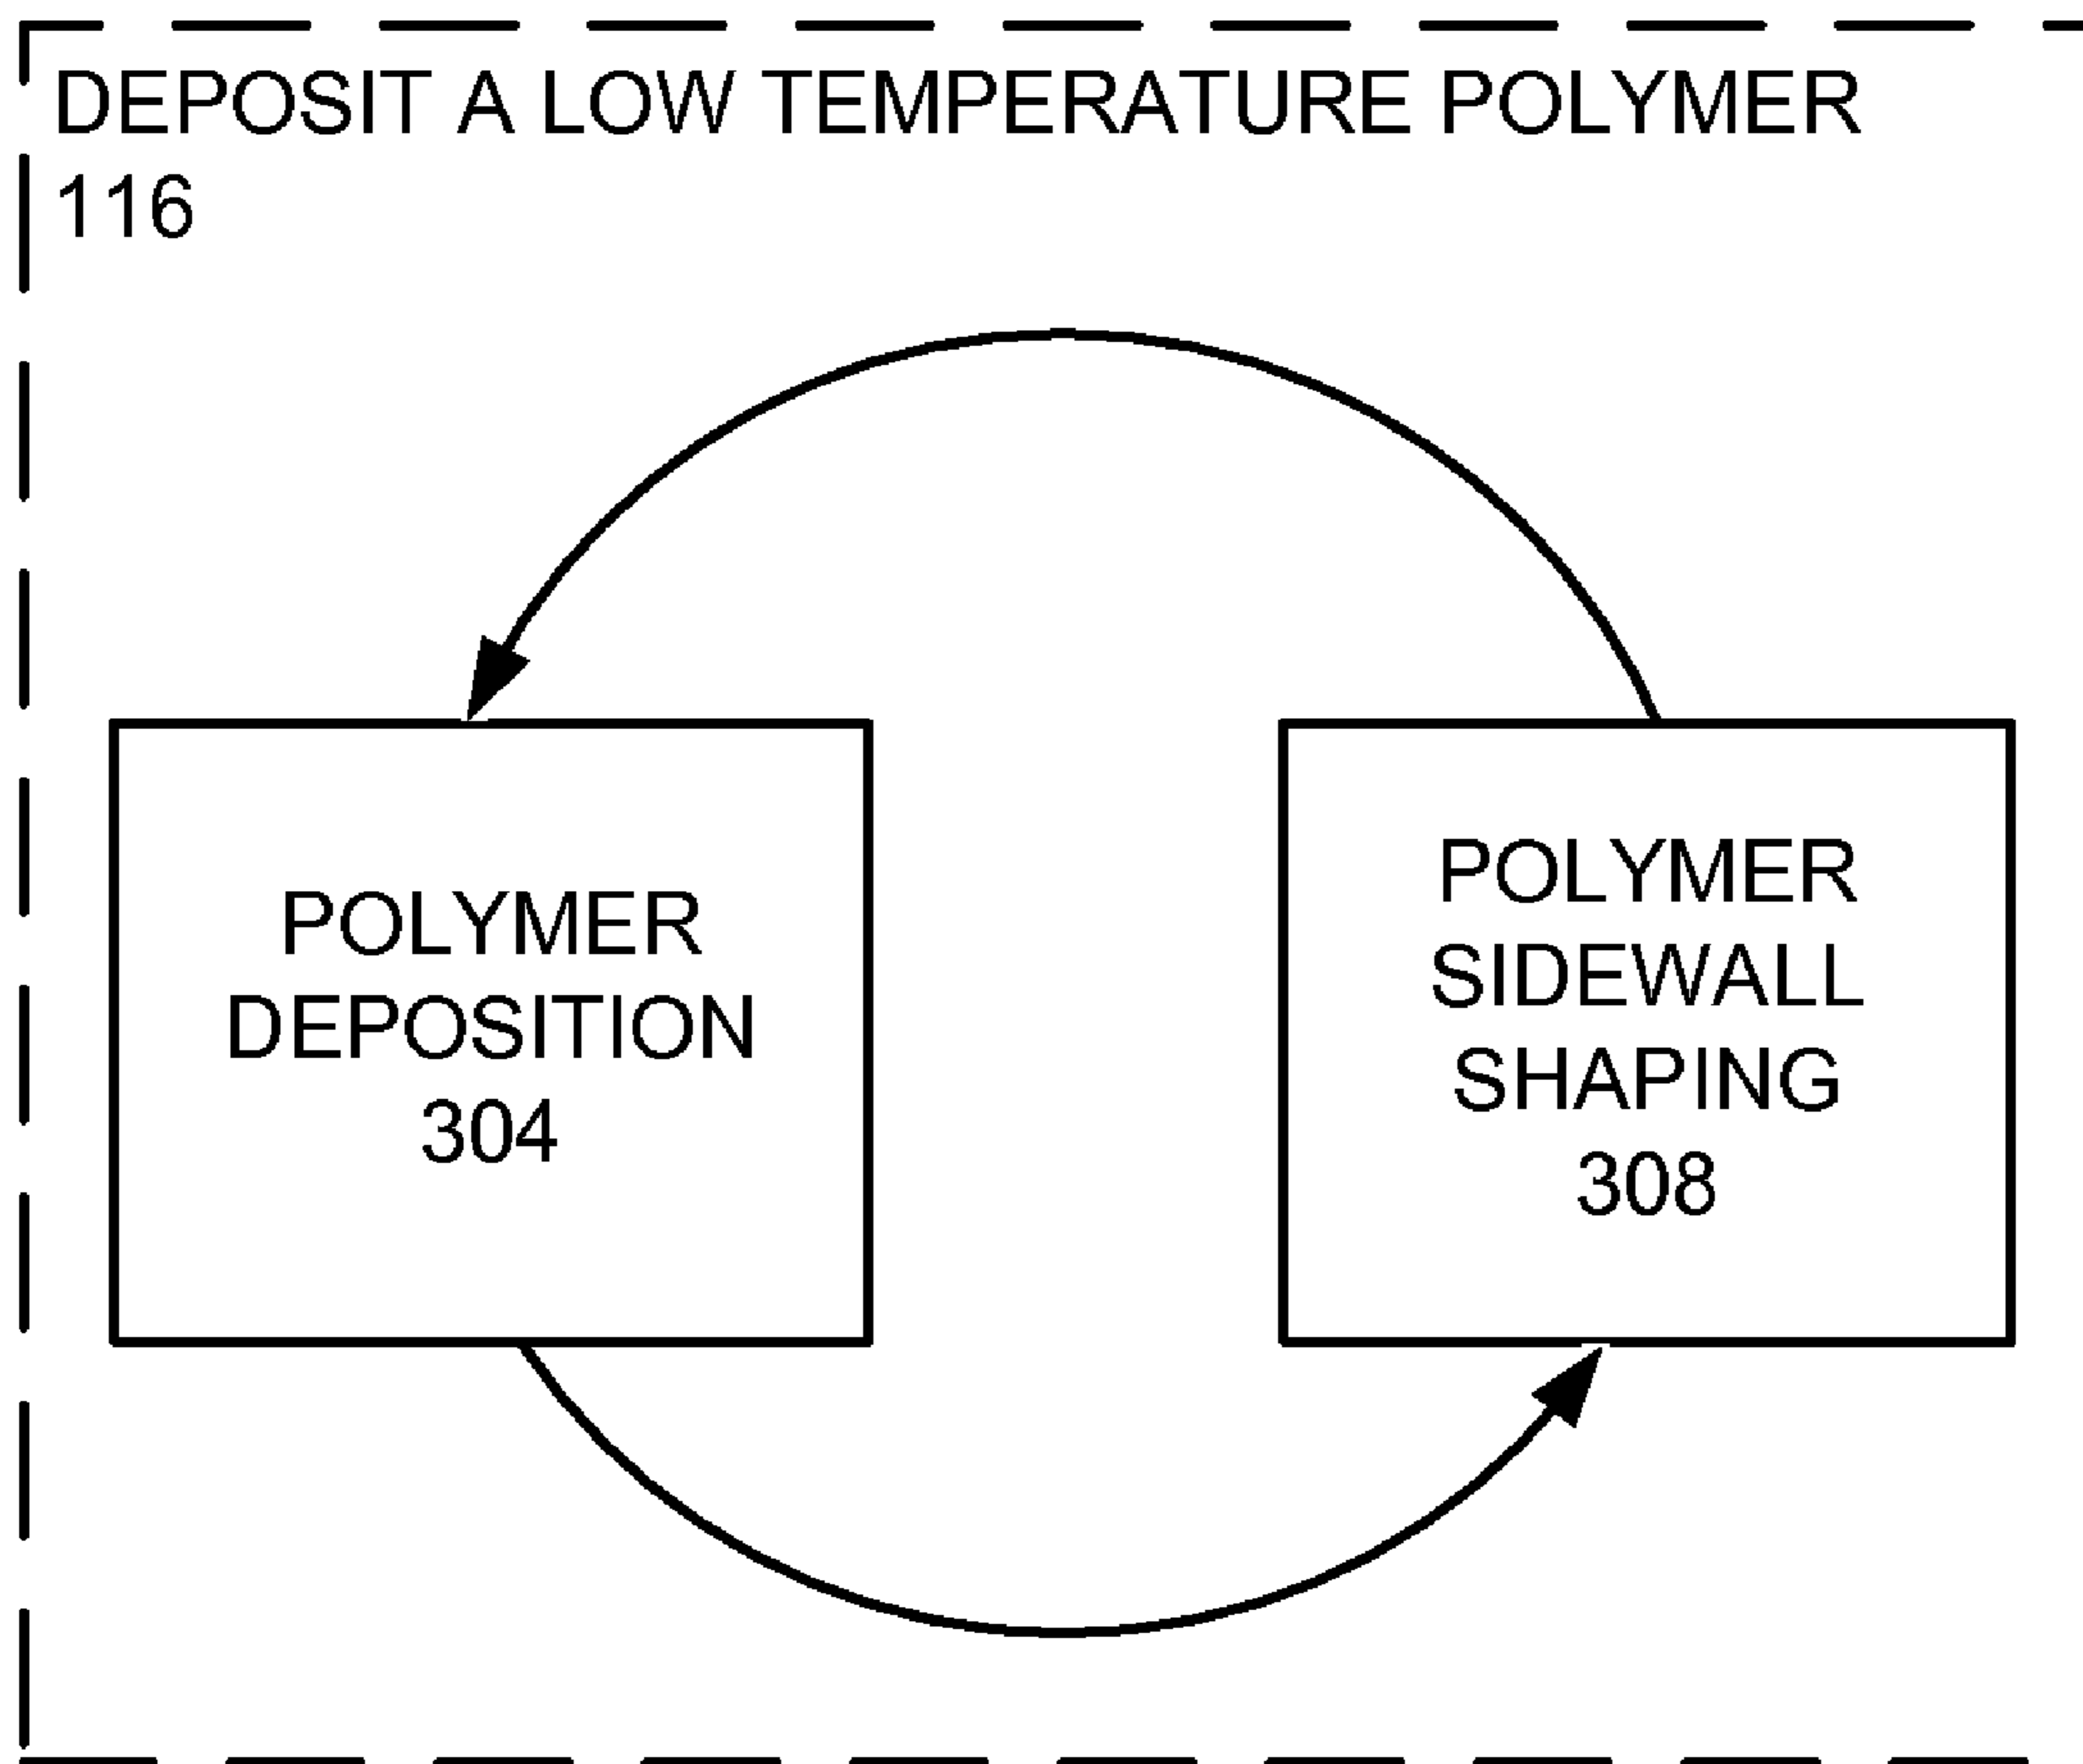 DEPOSIT A LOW TEMPERATURE POLYMER
116
POLYMER
DEPOSITION
304
POLYMER
SIDEWALL
SHAPING
308